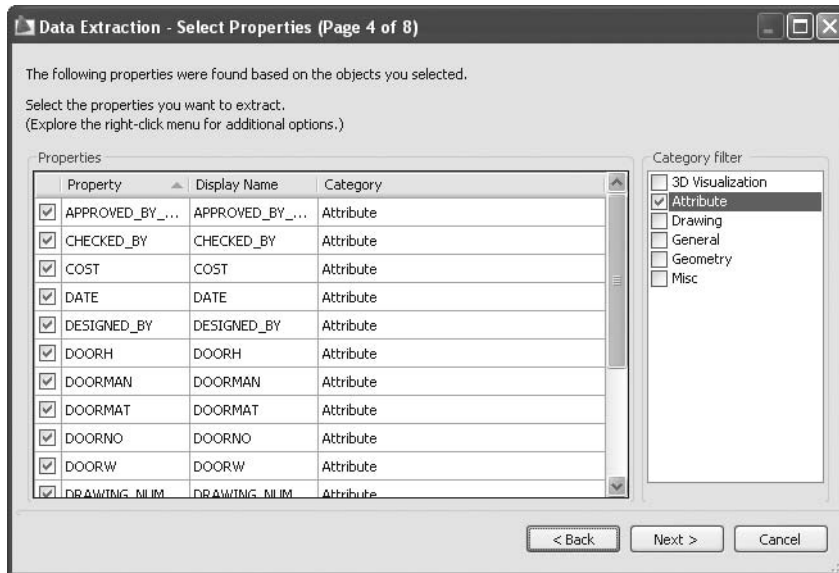 Data Extraction - Select Properties (Page 4 of 8)
The following properties were found based on the objects you selected.
Select the properties you want to extract.
(Explore the right-click menu for additional options.)
Properties
Property Display Name Category
APPROVED_BY_... APPROVED_BY_... Attribute
CHECKED_BY CHECKED_BY Attribute
COST COST Attribute
DATE DATE Attribute
DESIGNED_BY DESIGNED_BY Attribute
DOORH DOORH Attribute
DOORMAN DOORMAN Attribute
DOORMAT DOORMAT Attribute
DOORNO DOORNO Attribute
DOORW DOORW Attribute
DRAWING_NUM DRAWING_NUM Attribute
Category filter
3D Visualization
Attribute
Drawing
General
Geometry
Misc
< Back Next > Cancel